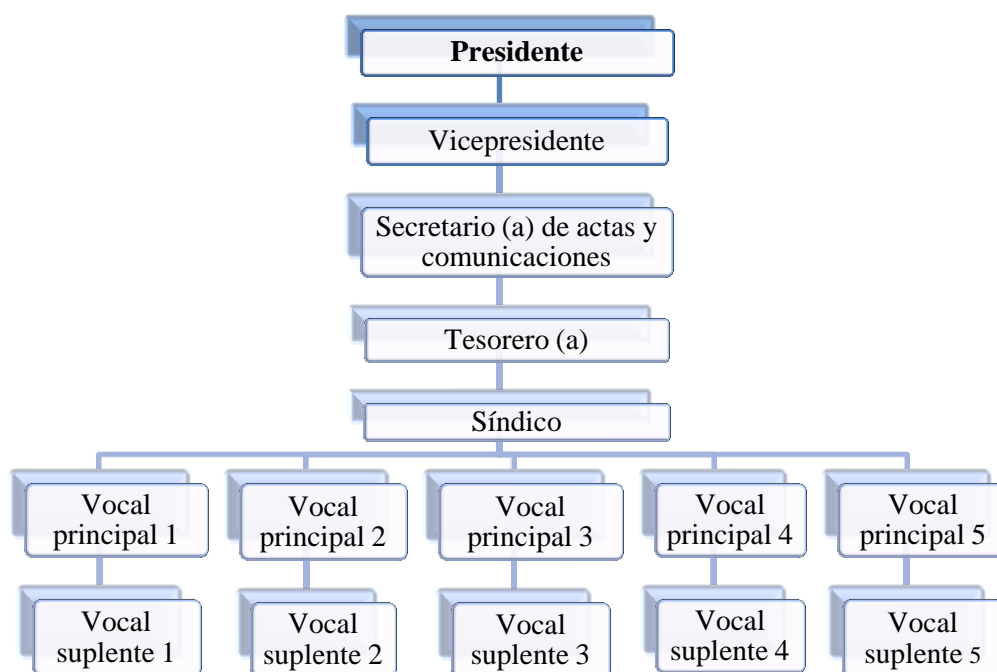 Presidente
Vicepresidente
Secretario (a) de actas y
comunicaciones
Tesorero (a)
Síndico
Vocal
principal 1
Vocal
principal 2
Vocal
principal 3
Vocal
principal 4
Vocal
principal 5
Vocal
suplente 1
Vocal
suplente 2
Vocal
suplente 3
Vocal
suplente 4
Vocal
suplente 5